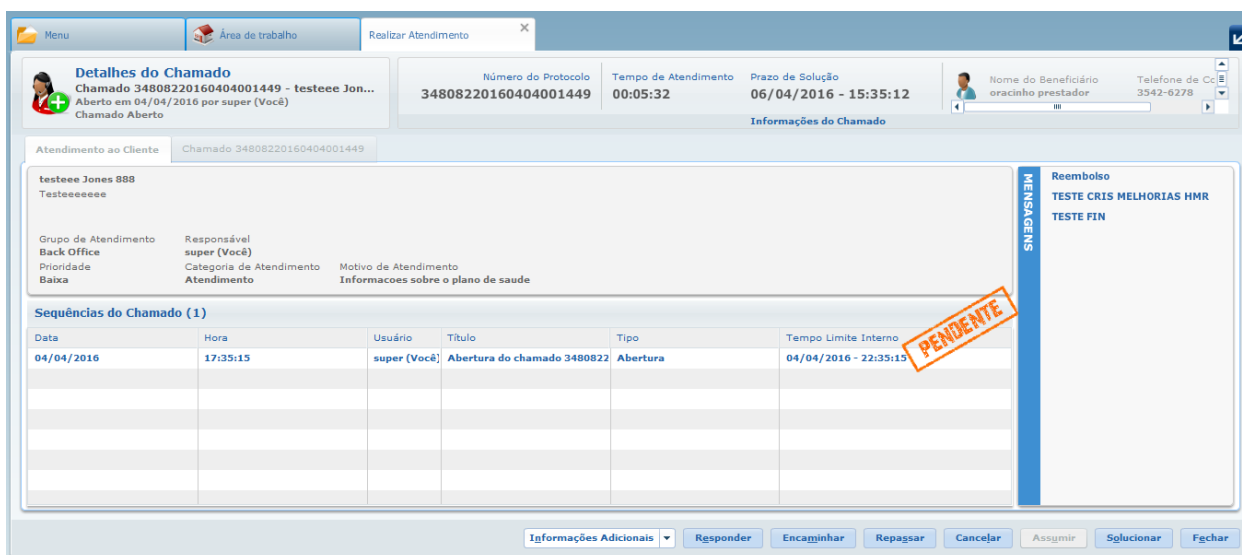 Menu
Área de trabalho
Realizar Atendimento
Detalhes do Chamado
Chamado 34808220160404001449 - testeee Jon...
Aberto em 04/04/2016 por super (Você)
Chamado Aberto
Número do Protocolo
34808220160404001449
Tempo de Atendimento
00:05:32
Prazo de Solução
06/04/2016 - 15:35:12
Informações do Chamado
Nome do Beneficiário
oracinho prestador
Telefone de Cc
3542-6278
Atendimento ao Cliente
Chamado 34808220160404001449
testeee Jones 888
Testeeeeeee
Grupo de Atendimento Responsável
Back Office super (Você)
Prioridade Categoria de Atendimento Motivo de Atendimento
Baixa Atendimento Informacoes sobre o plano de saude
MENSAGENS
Reembolso
TESTE CRIS MELHORIAS HMR
TESTE FIN
Sequências do Chamado (1)
PENDENTE
Data Hora Usuário Título Tipo Tempo Limite Interno
04/04/2016 17:35:15 super (Você) Abertura do chamado 3480822 Abertura 04/04/2016 - 22:35:15
Informações Adicionais Responder Encaminhar Repassar Cancelar Assumir Solucionar Fechar